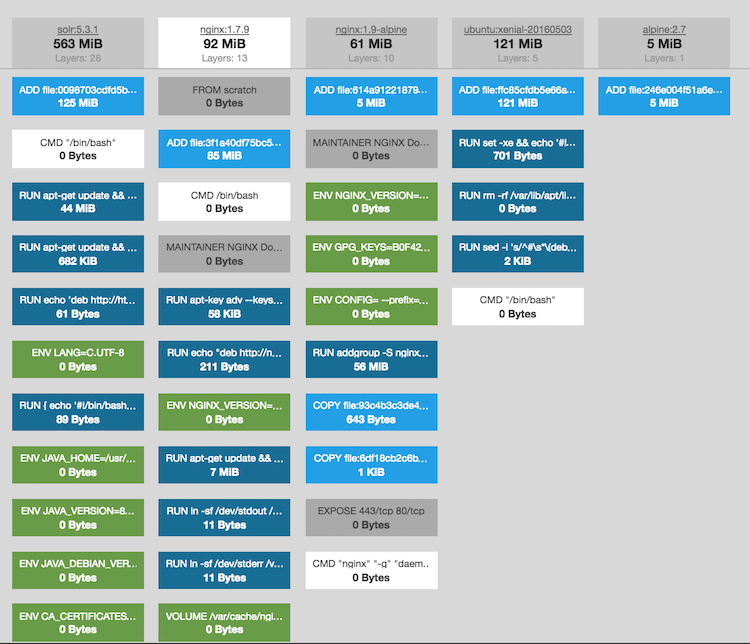 solr:5.3.1
563 MiB
Layers: 28
ADD file:0098703cdfd5b...
125 MiB
CMD "/bin/bash"
0 Bytes
RUN apt-get update && ...
44 MiB
RUN apt-get update && ...
682 KiB
RUN echo 'deb http://ht...
61 Bytes
ENV LANG=C.UTF-8
0 Bytes
RUN { echo '#!/bin/bash...
89 Bytes
ENV JAVA_HOME=/usr/...
0 Bytes
ENV JAVA_VERSION=8...
0 Bytes
ENV JAVA_DEBIAN_VER...
0 Bytes
ENV CA_CERTIFICATES...
0 Bytes
nginx:1.7.9
92 MiB
Layers: 13
FROM scratch
0 Bytes
ADD file:3f1a40df75bc5...
85 MiB
CMD /bin/bash
0 Bytes
MAINTAINER NGINX Do...
0 Bytes
RUN apt-key adv --keys...
58 KiB
RUN echo "deb http://n...
211 Bytes
ENV NGINX_VERSION=...
0 Bytes
RUN apt-get update && ...
7 MiB
RUN ln -sf /dev/stdout /...
11 Bytes
RUN ln -sf /dev/stderr /v...
11 Bytes
VOLUME /var/cache/ngi...
0 Bytes
nginx:1.9-alpine
61 MiB
Layers: 10
ADD file:614a91221879...
5 MiB
MAINTAINER NGINX Do...
0 Bytes
ENV NGINX_VERSION=...
0 Bytes
ENV GPG_KEYS=B0F42...
0 Bytes
ENV CONFIG= --prefix=...
0 Bytes
RUN addgroup -S nginx...
56 MiB
COPY file:93c4b3c3de4...
643 Bytes
COPY file:6df18cb2c6b...
1 KiB
EXPOSE 443/tcp 80/tcp
0 Bytes
CMD "nginx" "-g" "daem...
0 Bytes
ubuntu:xenial-20160503
121 MiB
Layers: 5
ADD file:ffc85cfdb5e66a...
121 MiB
RUN set -xe && echo '#!...
701 Bytes
RUN rm -rf /var/lib/apt/li...
0 Bytes
RUN sed -i 's/^#\s*\(deb...
2 KiB
CMD "/bin/bash"
0 Bytes
alpine:2.7
5 MiB
Layers: 1
ADD file:246e004f51a6e...
5 MiB